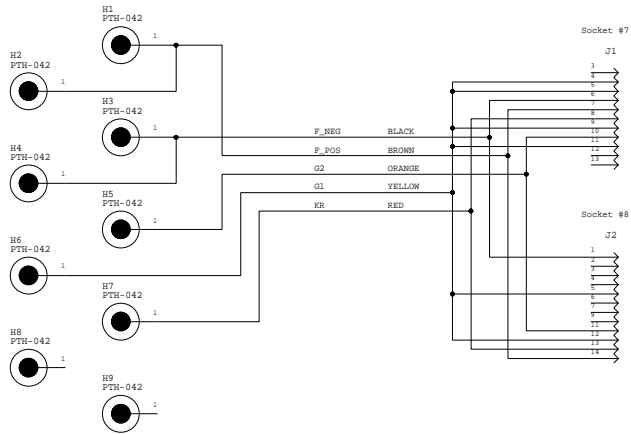 H1
PTH-042
1
H2
PTH-042
1
H3
PTH-042
1
H4
PTH-042
1
H5
PTH-042
1
H6
PTH-042
1
H7
PTH-042
1
H8
PTH-042
1
H9
PTH-042
1
F_NEG BLACK
F_POS BROWN
G2 ORANGE
G1 YELLOW
KR RED
Socket #7
J1
3
4
5
6
7
8
9
10
11
12
13
Socket #8
J2
1
2
3
4
5
6
7
9
11
12
13
14